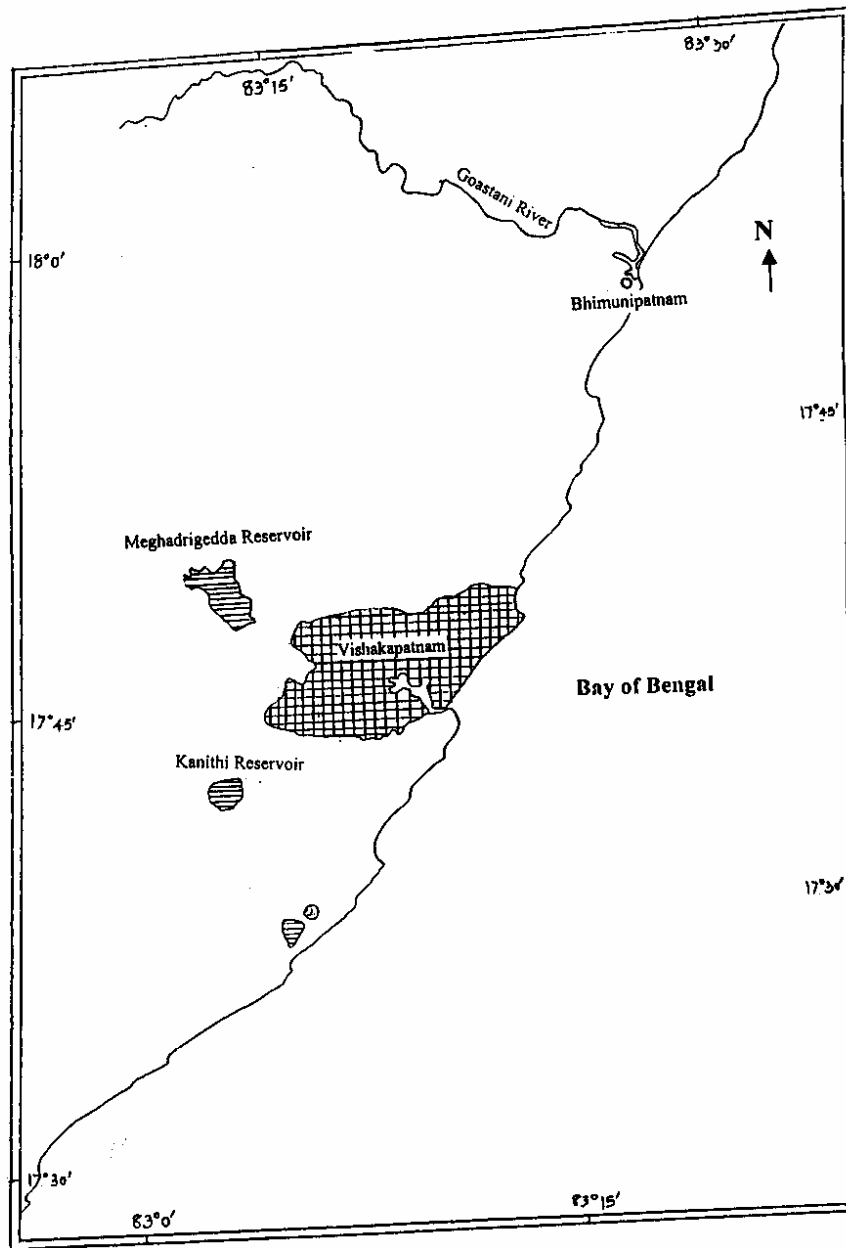 83°30'
83°15'
Goastani River
N
18°0'
Bhimunipatnam
17°45'
Meghadrigedda Reservoir
Vishakapatnam
Bay of Bengal
17°45'
Kanithi Reservoir
17°30'
17°30'
83°0'
83°15'